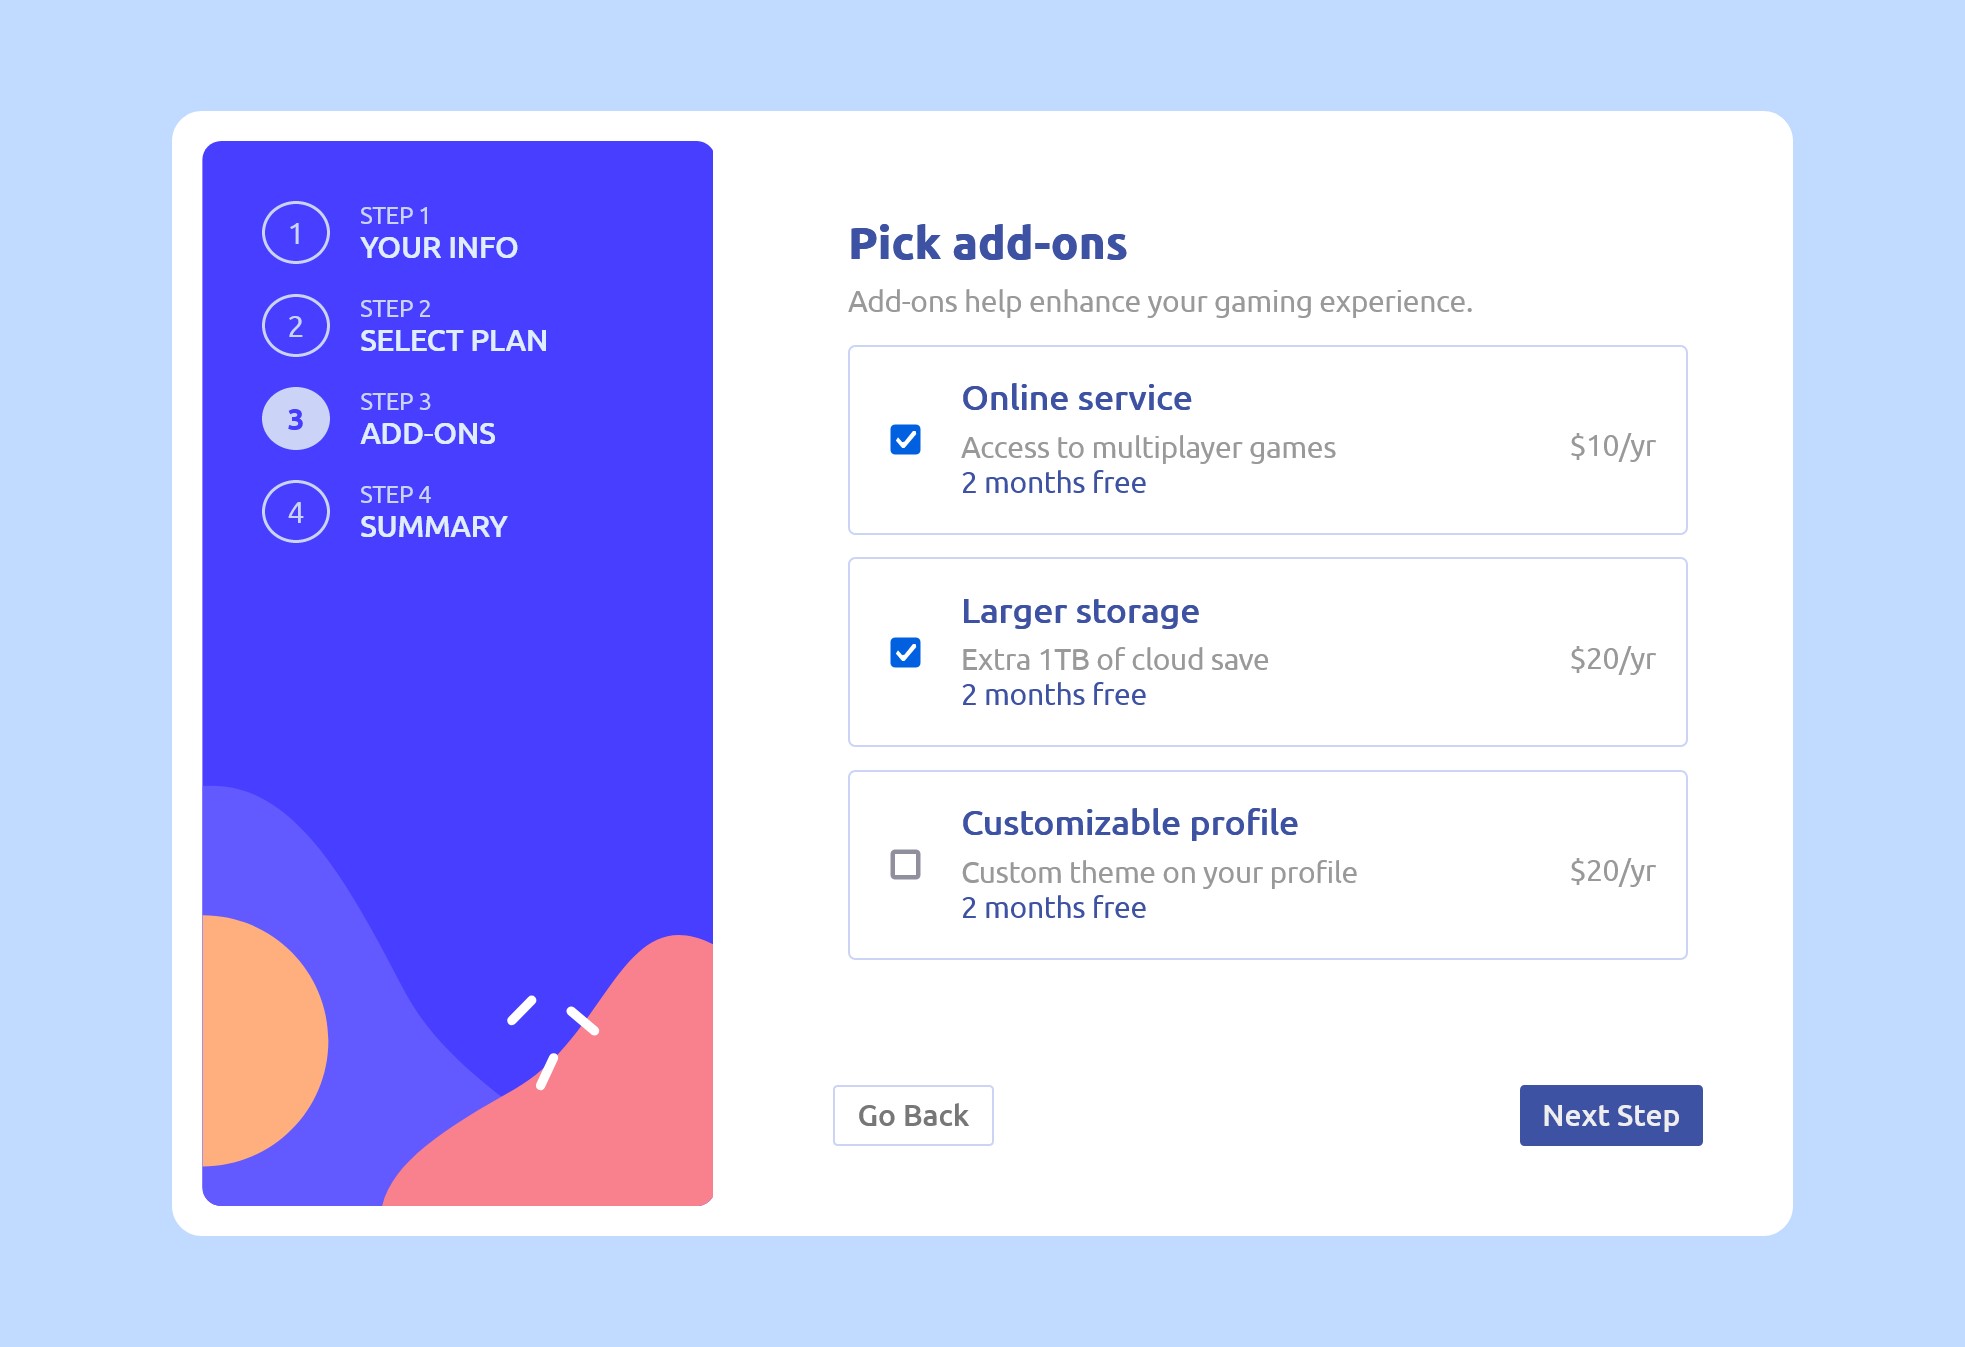 1
STEP 1
YOUR INFO
2
STEP 2
SELECT PLAN
3
STEP 3
ADD-ONS
4
STEP 4
SUMMARY
Pick add-ons
Add-ons help enhance your gaming experience.
Online service
Access to multiplayer games
2 months free
$10/yr
Larger storage
Extra 1TB of cloud save
2 months free
$20/yr
Customizable profile
Custom theme on your profile
2 months free
$20/yr
Go Back
Next Step